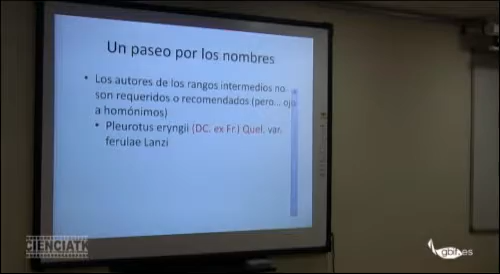 Un paseo por los nombres
• Los autores de los rangos intermedios no
son requeridos o recomendados (pero... ojo
a homónimos)
• Pleurotus eryngii (DC. ex Fr.) Quel. var.
ferulae Lanzi
CIENCIATK
gbif.es